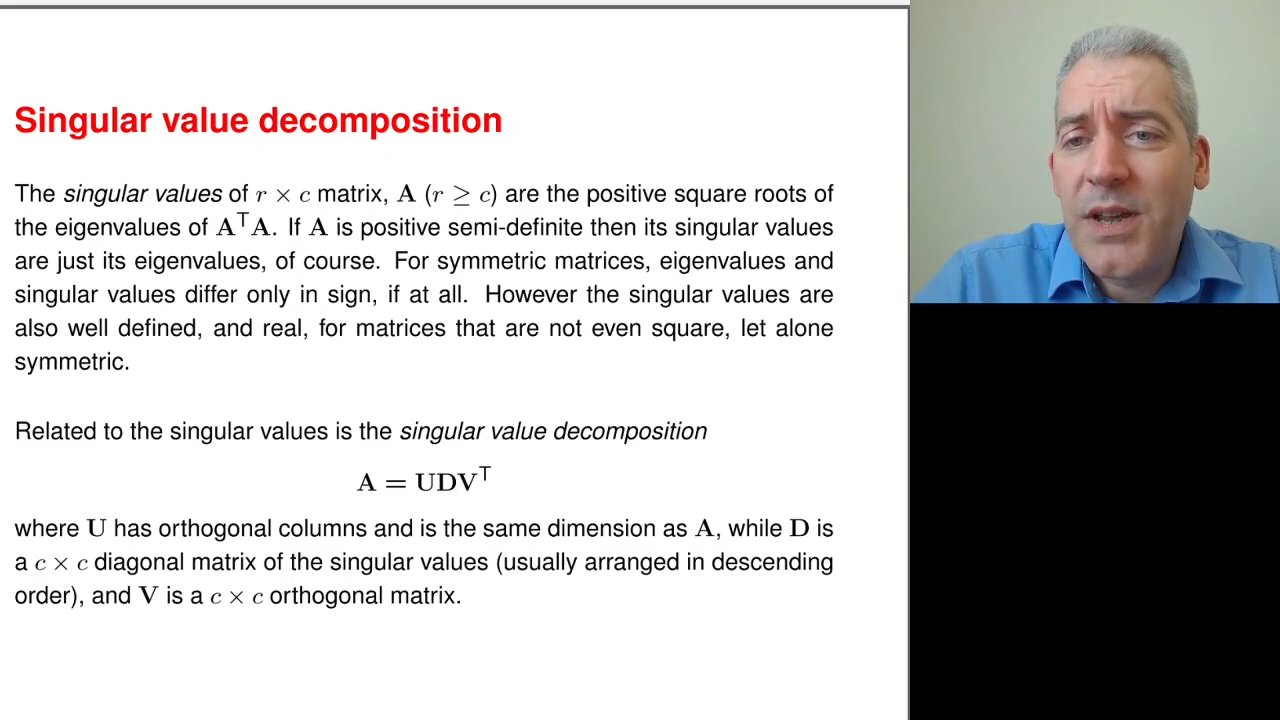 Singular value decomposition
The singular values of r × c matrix, A (r ≥ c) are the positive square roots of
the eigenvalues of AᵀA. If A is positive semi-definite then its singular values
are just its eigenvalues, of course. For symmetric matrices, eigenvalues and
singular values differ only in sign, if at all. However the singular values are
also well defined, and real, for matrices that are not even square, let alone
symmetric.
Related to the singular values is the singular value decomposition
A = UDVᵀ
where U has orthogonal columns and is the same dimension as A, while D is
a c × c diagonal matrix of the singular values (usually arranged in descending
order), and V is a c × c orthogonal matrix.